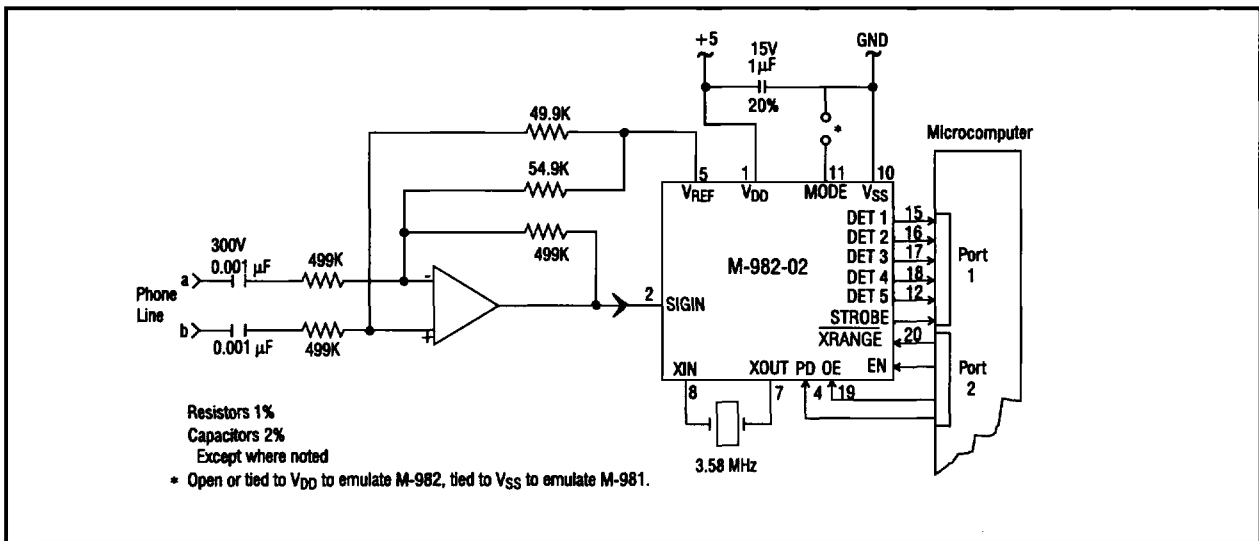 +5
GND
15V
1 µF
20%
*
49.9K
54.9K
499K
Microcomputer
5 1 11 10
VREF VDD MODE VSS
DET 1 15
DET 2 16
DET 3 17
DET 4 18
DET 5 12
STROBE
XRANGE 20
EN
M-982-02
Port 1
Port 2
300V
0.001 µF
499K
a
Phone Line
b
0.001 µF
499K
-
+
2 SIGIN
XIN XOUT PD OE
8 7 4 19
3.58 MHz
Resistors 1%
Capacitors 2%
Except where noted
* Open or tied to VDD to emulate M-982, tied to VSS to emulate M-981.